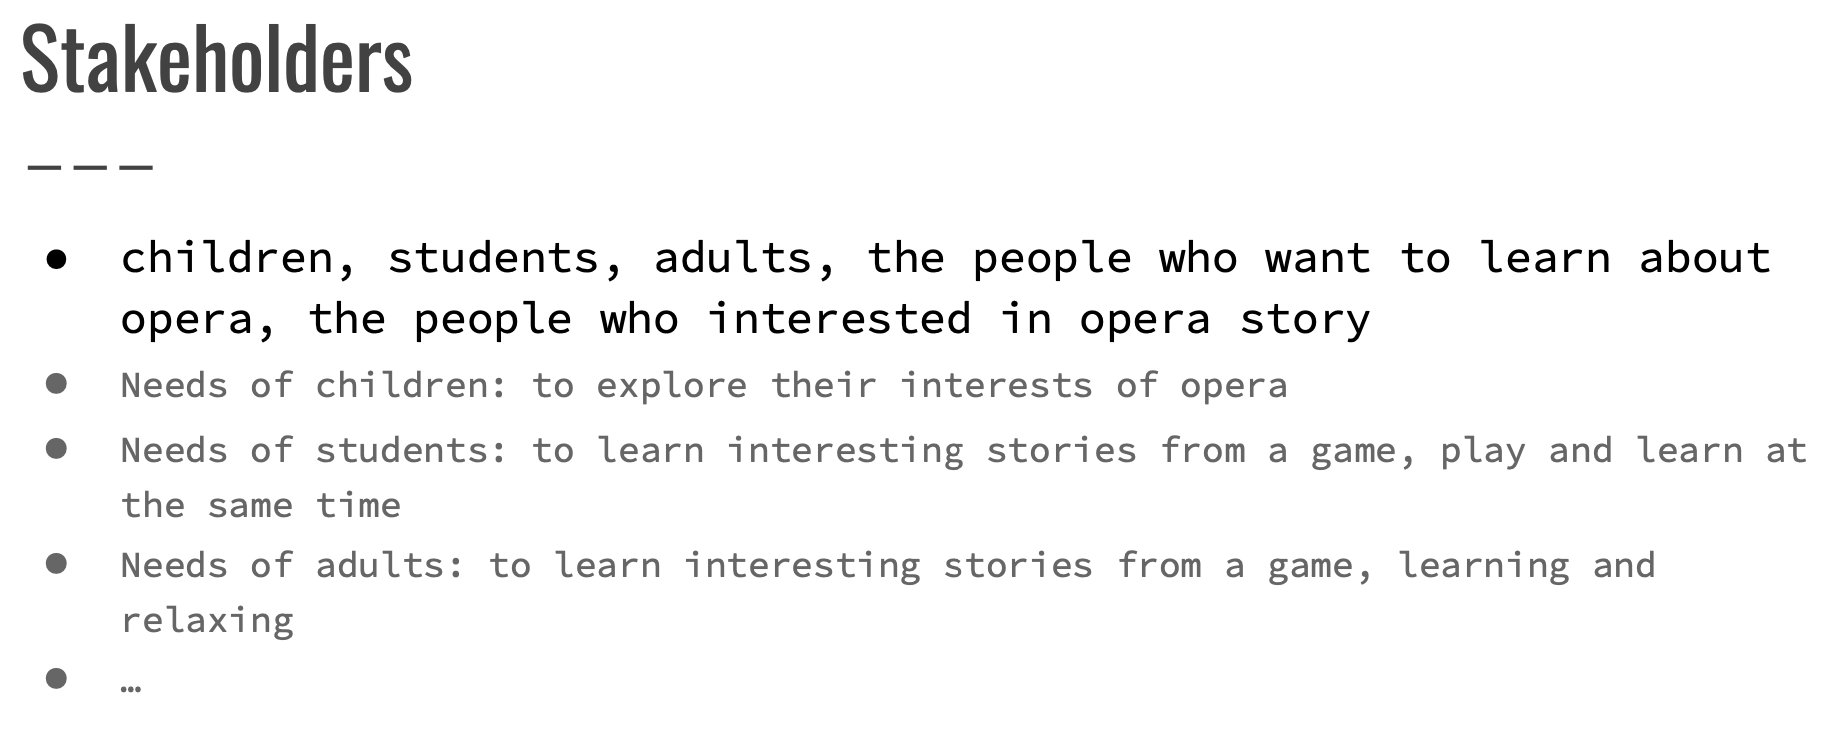 Stakeholders
● children, students, adults, the people who want to learn about
opera, the people who interested in opera story
● Needs of children: to explore their interests of opera
● Needs of students: to learn interesting stories from a game, play and learn at
the same time
● Needs of adults: to learn interesting stories from a game, learning and
relaxing
● …